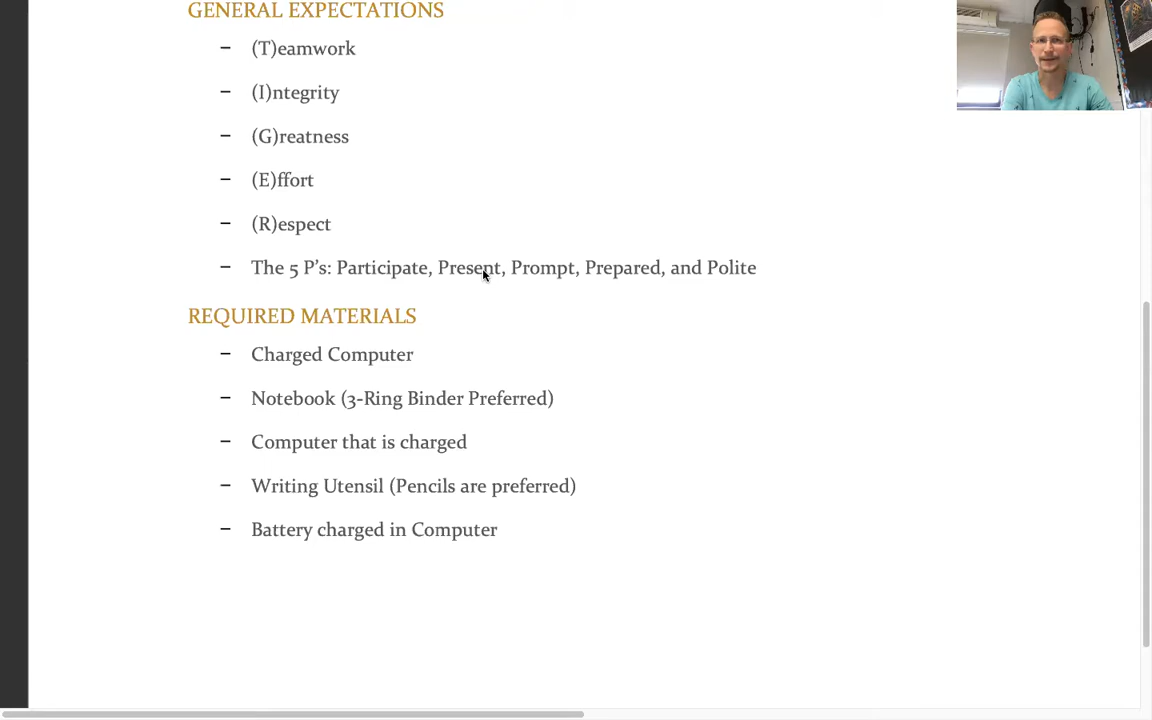 GENERAL EXPECTATIONS
– (T)eamwork
– (I)ntegrity
– (G)reatness
– (E)ffort
– (R)espect
– The 5 P’s: Participate, Present, Prompt, Prepared, and Polite
REQUIRED MATERIALS
– Charged Computer
– Notebook (3-Ring Binder Preferred)
– Computer that is charged
– Writing Utensil (Pencils are preferred)
– Battery charged in Computer